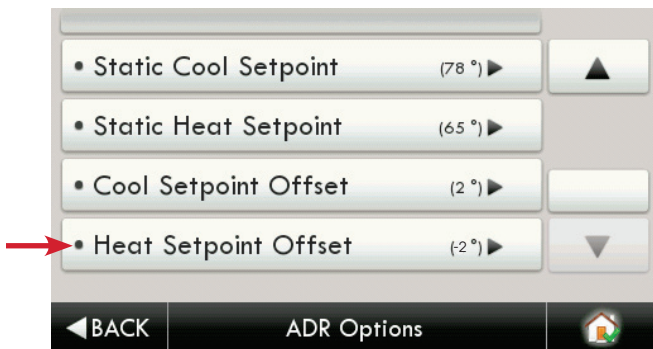 • Static Cool Setpoint (78 °) ▶
• Static Heat Setpoint (65 °) ▶
• Cool Setpoint Offset (2 °) ▶
• Heat Setpoint Offset (-2 °) ▶
◀ BACK ADR Options